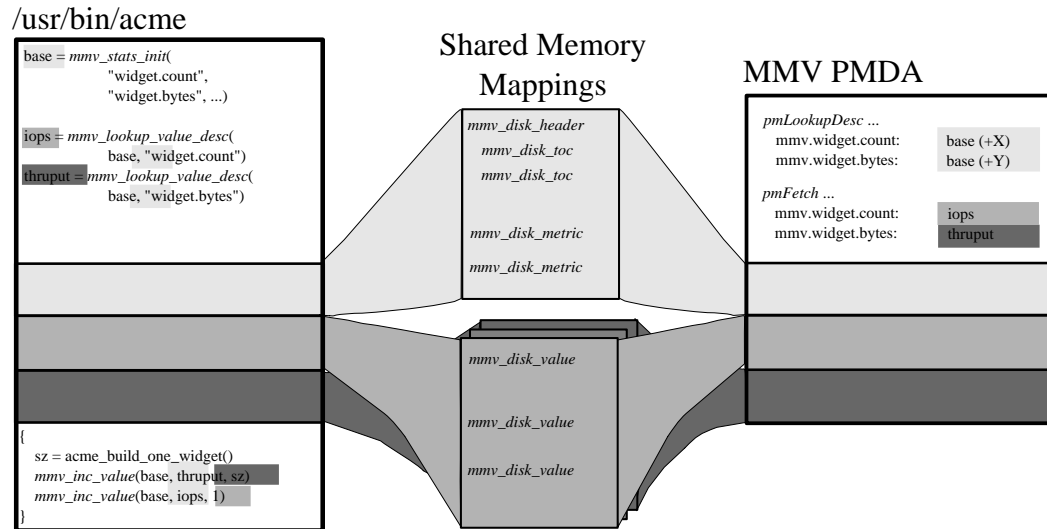 /usr/bin/acme
base = mmv_stats_init(
"widget.count",
"widget.bytes", ...)
iops = mmv_lookup_value_desc(
base, "widget.count")
thruput = mmv_lookup_value_desc(
base, "widget.bytes")
{
sz = acme_build_one_widget()
mmv_inc_value(base, thruput, sz)
mmv_inc_value(base, iops, 1)
}
Shared Memory
Mappings
mmv_disk_header
mmv_disk_toc
mmv_disk_toc
mmv_disk_metric
mmv_disk_metric
mmv_disk_value
mmv_disk_value
mmv_disk_value
MMV PMDA
pmLookupDesc ...
mmv.widget.count: base (+X)
mmv.widget.bytes: base (+Y)
pmFetch ...
mmv.widget.count: iops
mmv.widget.bytes: thruput